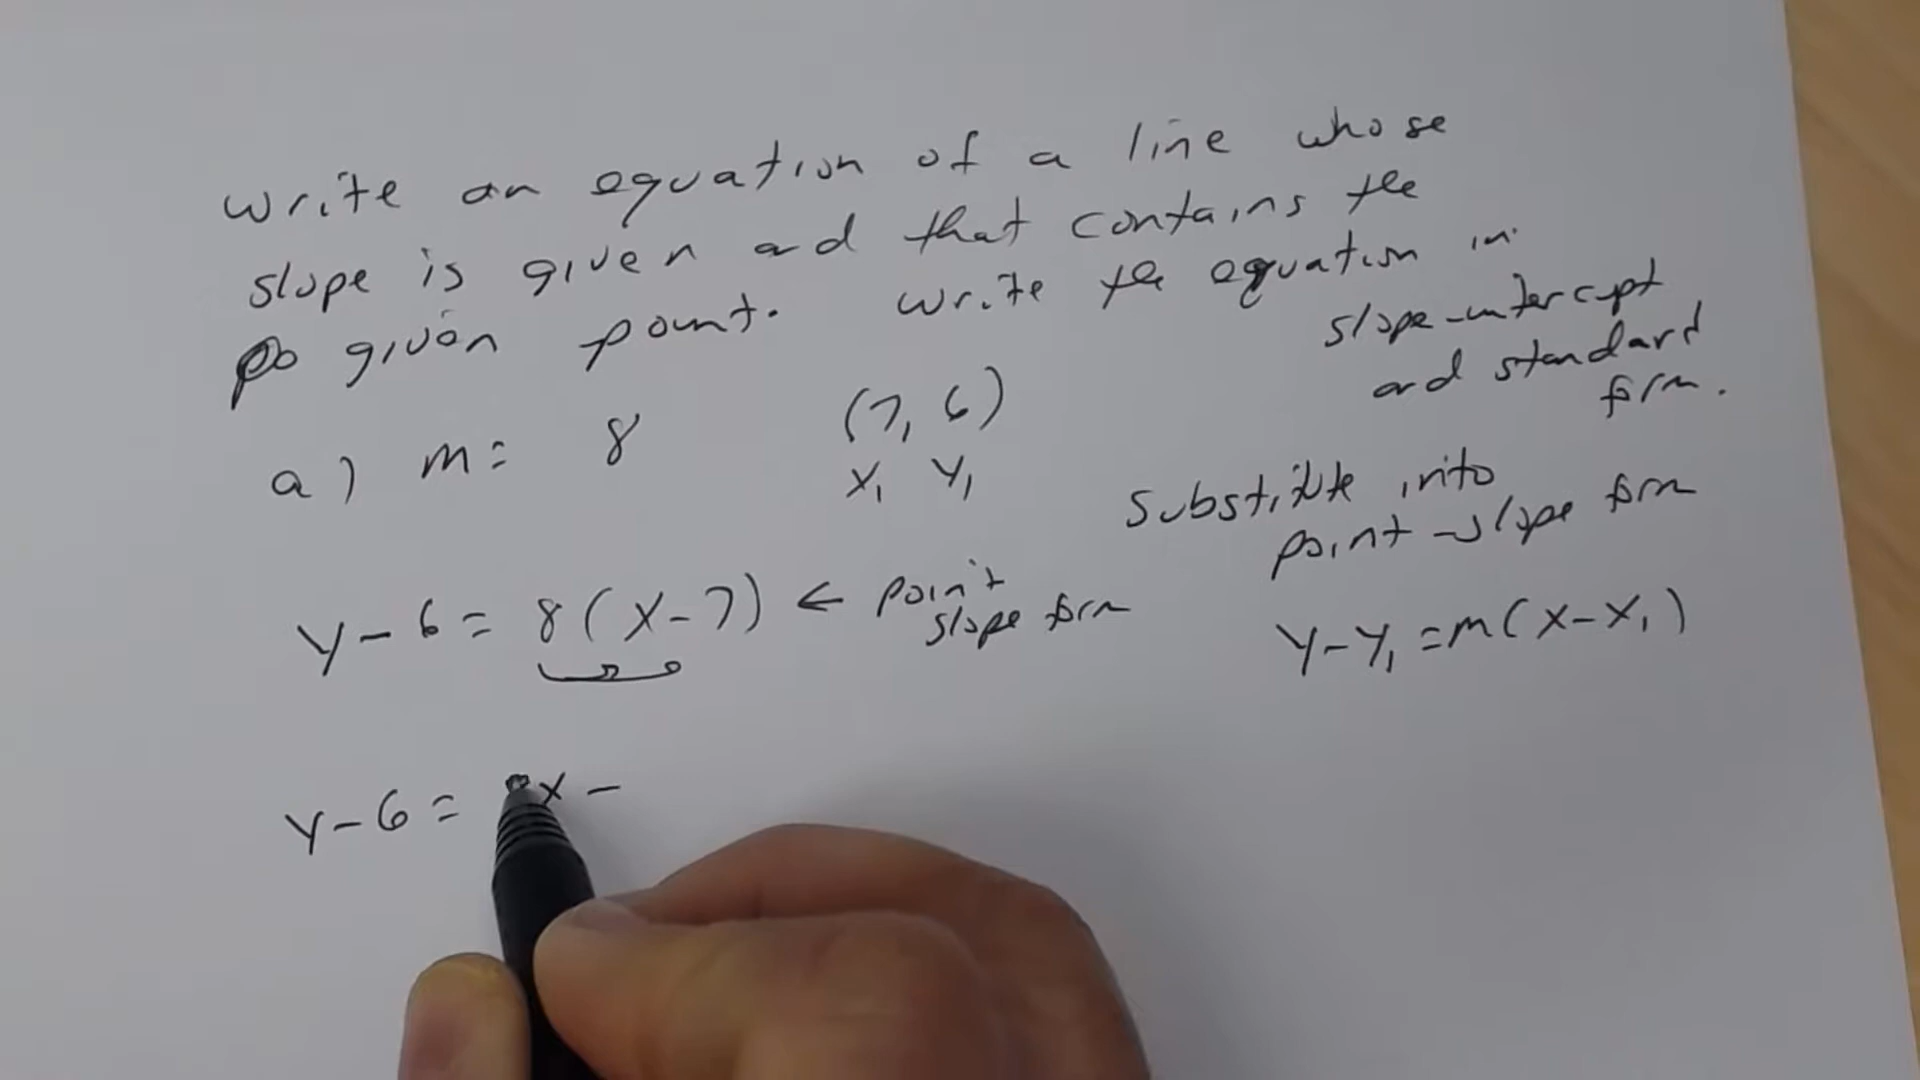 write an equation of a line whose
slope is given and that contains the
given point. write the equation in
slope-intercept
and standard
form.
a) m = 8 (7, 6)
x₁ y₁
Substitute into
point-slope form
y-6 = 8(x-7) ← point
slope form
y-y₁ = m(x-x₁)
y-6 = 8x -